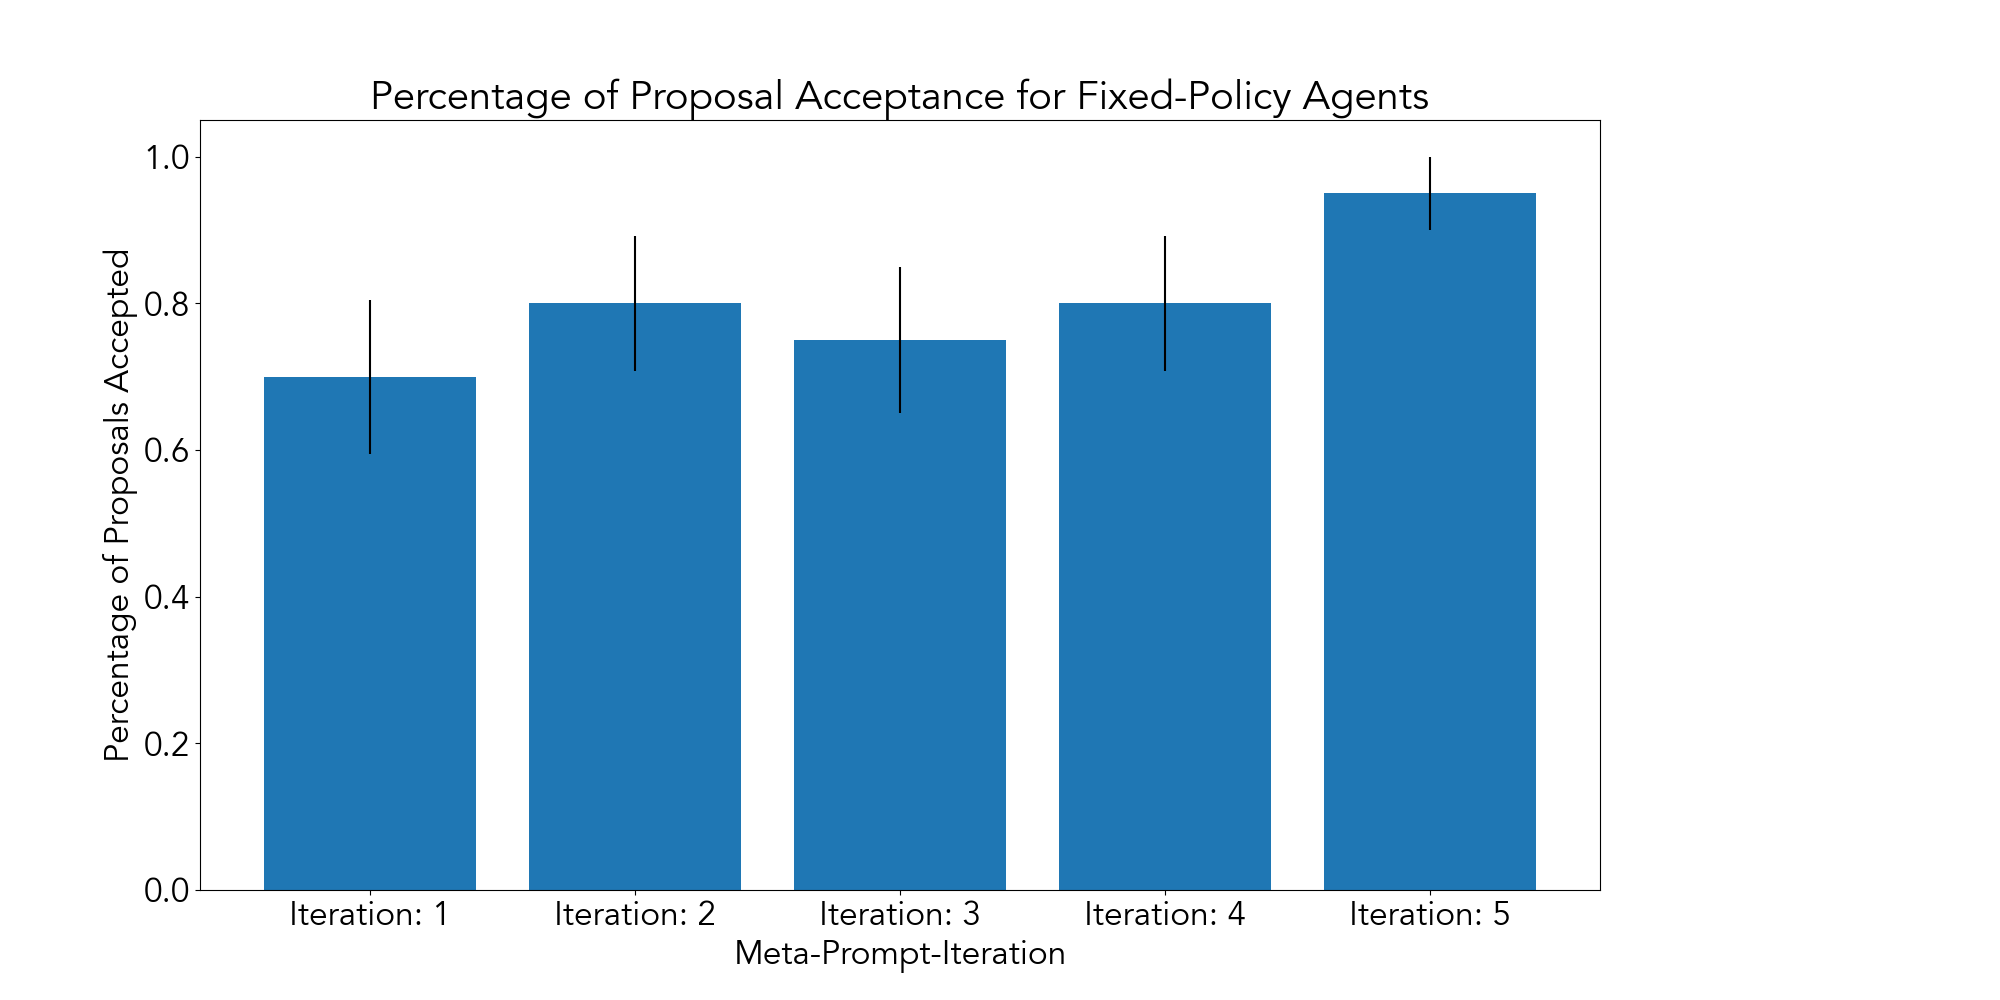 Percentage of Proposal Acceptance for Fixed-Policy Agents
Percentage of Proposals Accepted
1.0
0.8
0.6
0.4
0.2
0.0
Iteration: 1
Iteration: 2
Iteration: 3
Iteration: 4
Iteration: 5
Meta-Prompt-Iteration